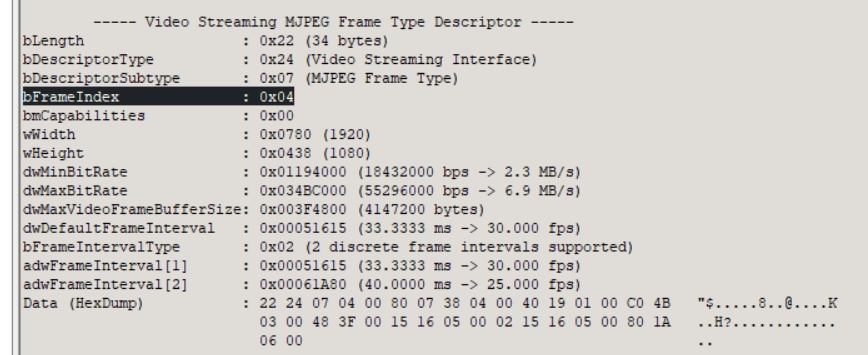 ----- Video Streaming MJPEG Frame Type Descriptor -----
bLength                  : 0x22 (34 bytes)
bDescriptorType          : 0x24 (Video Streaming Interface)
bDescriptorSubtype       : 0x07 (MJPEG Frame Type)
bFrameIndex              : 0x04
bmCapabilities           : 0x00
wWidth                   : 0x0780 (1920)
wHeight                  : 0x0438 (1080)
dwMinBitRate             : 0x01194000 (18432000 bps -> 2.3 MB/s)
dwMaxBitRate             : 0x034BC000 (55296000 bps -> 6.9 MB/s)
dwMaxVideoFrameBufferSize: 0x003F4800 (4147200 bytes)
dwDefaultFrameInterval   : 0x00051615 (33.3333 ms -> 30.000 fps)
bFrameIntervalType       : 0x02 (2 discrete frame intervals supported)
adwFrameInterval[1]      : 0x00051615 (33.3333 ms -> 30.000 fps)
adwFrameInterval[2]      : 0x00061A80 (40.0000 ms -> 25.000 fps)
Data (HexDump)           : 22 24 07 04 00 80 07 38 04 00 40 19 01 00 C0 4B   "$.....8..@....K
03 00 48 3F 00 15 16 05 00 02 15 16 05 00 80 1A   ..H?............
06 00                                             ..